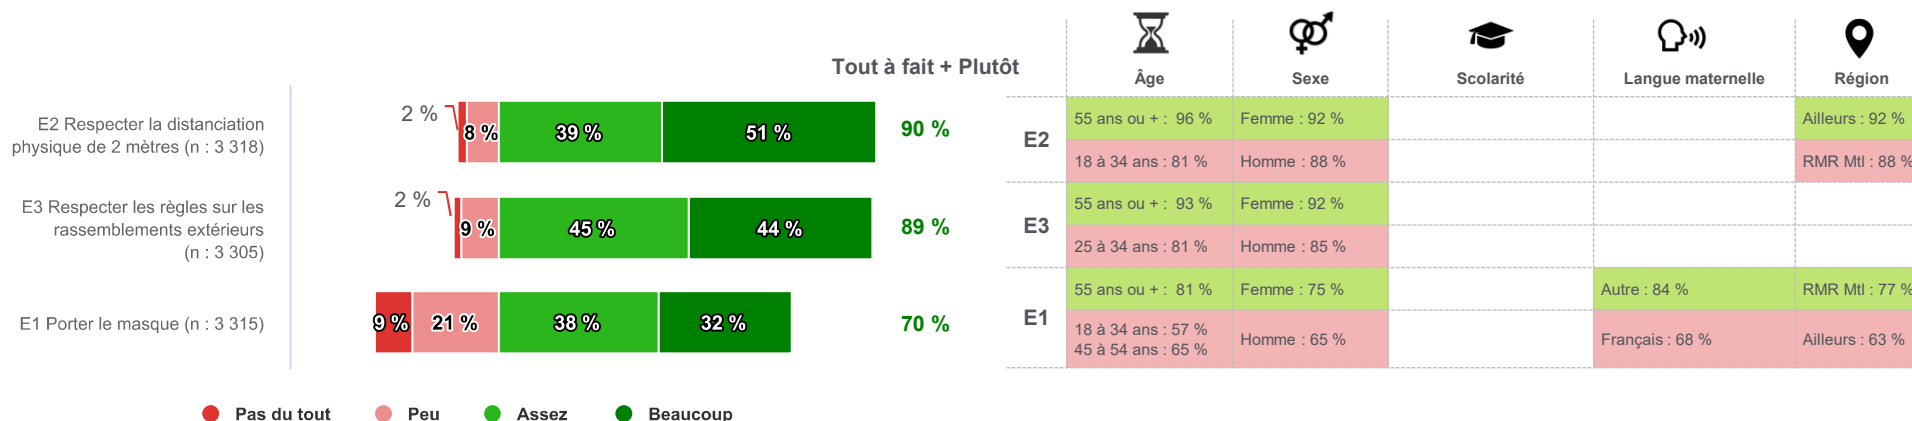 Tout à fait + Plutôt
Âge
Sexe
Scolarité
Langue maternelle
Région
E2 Respecter la distanciation
physique de 2 mètres (n : 3 318)
2 %
8 %
39 %
51 %
90 %
E3 Respecter les règles sur les
rassemblements extérieurs
(n : 3 305)
2 %
9 %
45 %
44 %
89 %
E1 Porter le masque (n : 3 315)
9 %
21 %
38 %
32 %
70 %
Pas du tout
Peu
Assez
Beaucoup
E2
55 ans ou + : 96 %
Femme : 92 %
Ailleurs : 92 %
18 à 34 ans : 81 %
Homme : 88 %
RMR Mtl : 88 %
E3
55 ans ou + : 93 %
Femme : 92 %
25 à 34 ans : 81 %
Homme : 85 %
E1
55 ans ou + : 81 %
Femme : 75 %
Autre : 84 %
RMR Mtl : 77 %
18 à 34 ans : 57 %
45 à 54 ans : 65 %
Homme : 65 %
Français : 68 %
Ailleurs : 63 %